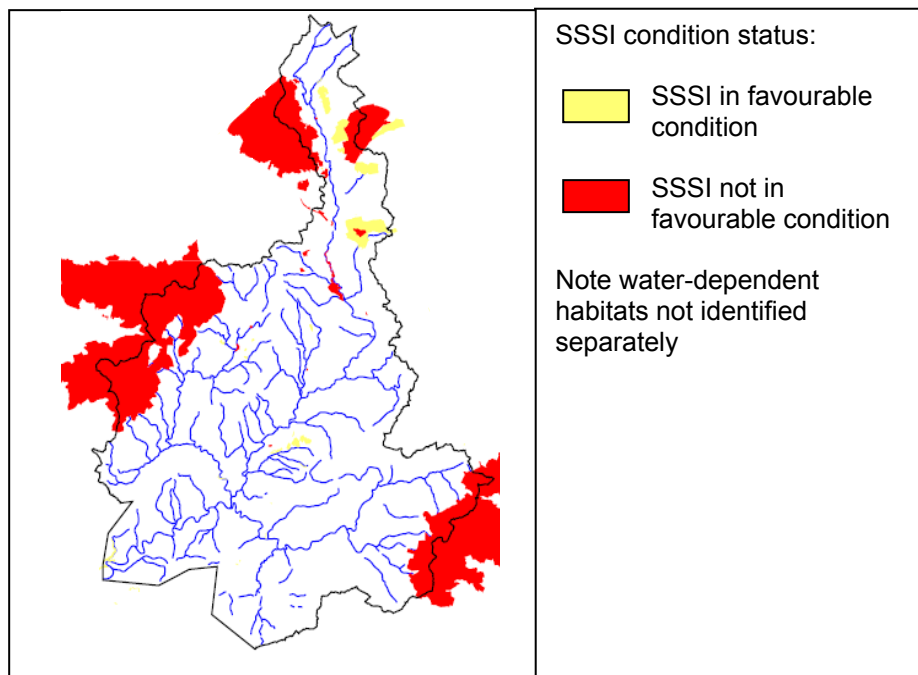 SSSI condition status:
SSSI in favourable
condition
SSSI not in
favourable condition
Note water-dependent
habitats not identified
separately